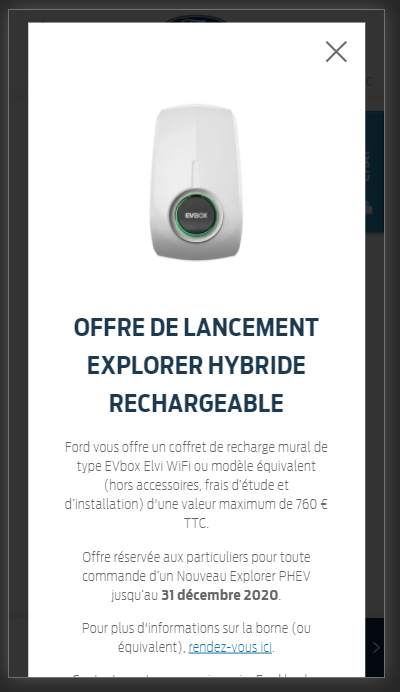 EVBOX
OFFRE DE LANCEMENT
EXPLORER HYBRIDE
RECHARGEABLE
Ford vous offre un coffret de recharge mural de
type EVbox Elvi WiFi ou modèle équivalent
(hors accessoires, frais d'étude et
d'installation) d'une valeur maximum de 760 €
TTC.
Offre réservée aux particuliers pour toute
commande d'un Nouveau Explorer PHEV
jusqu'au 31 décembre 2020.
Pour plus d'informations sur la borne (ou
équivalent), rendez-vous ici.